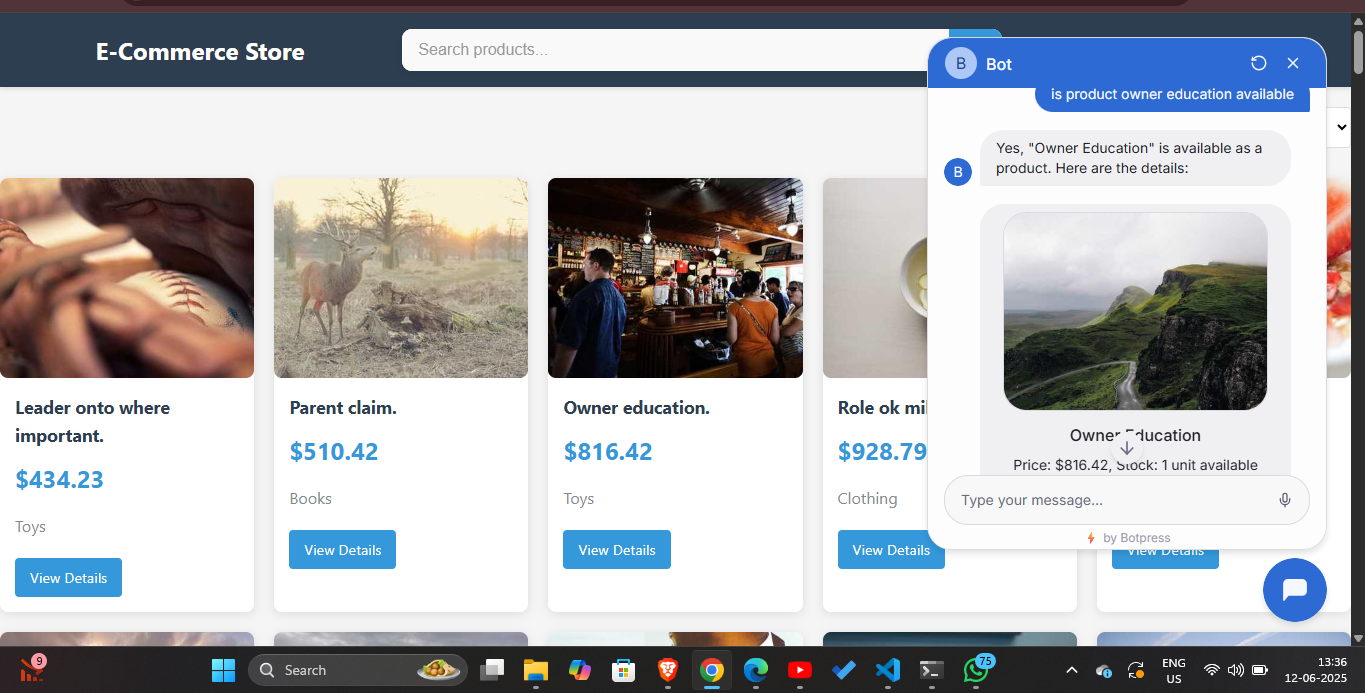 E-Commerce Store
Search products...
B
Bot
is product owner education available
B
Yes, "Owner Education" is available as a
product. Here are the details:
Owner Education
Price: $816.42, Stock: 1 unit available
Type your message...
by Botpress
Leader onto where
important.
$434.23
Toys
View Details
Parent claim.
$510.42
Books
View Details
Owner education.
$816.42
Toys
View Details
Role ok mi
$928.79
Clothing
View Details
View Details
9
Search
75
ENG
US
13:36
12-06-2025